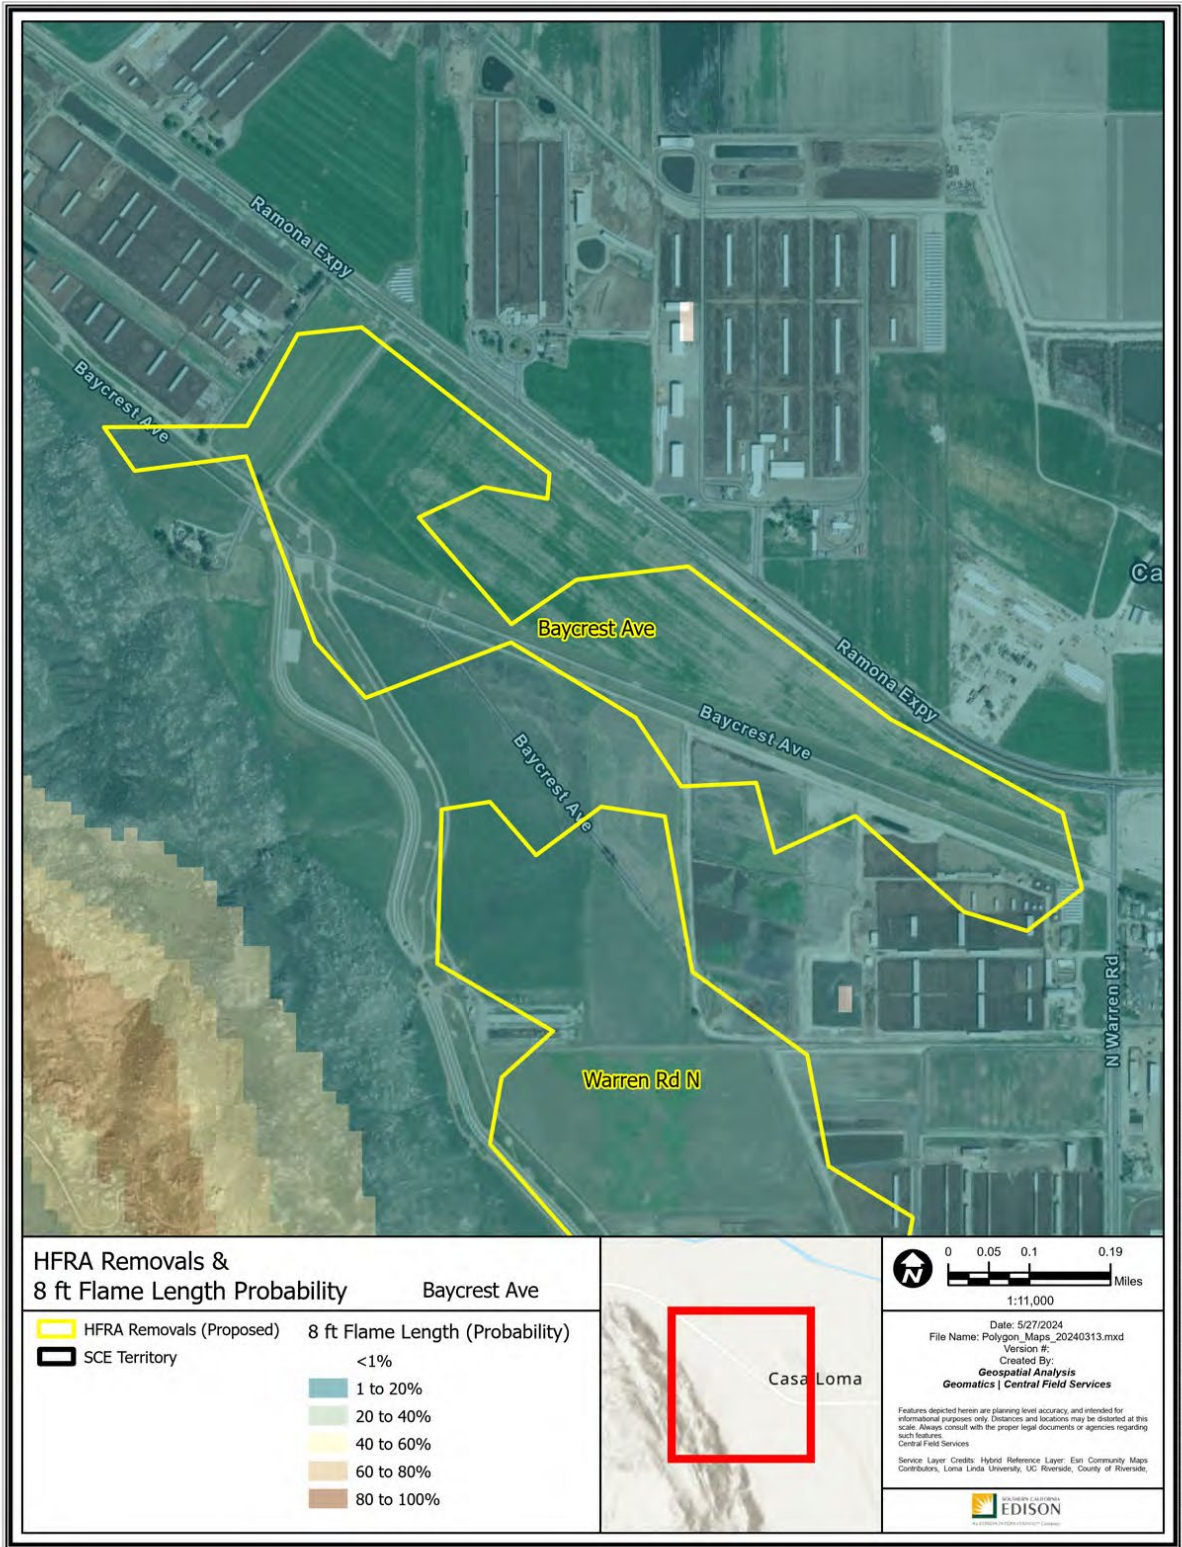 Ramona Expy
Baycrest Ave
Ca
Baycrest Ave
Ramona Expy
Baycrest Ave
Baycrest Ave
N Warren Rd
Warren Rd N
HFRA Removals &
8 ft Flame Length Probability
Baycrest Ave
HFRA Removals (Proposed)
SCE Territory
8 ft Flame Length (Probability)
<1%
1 to 20%
20 to 40%
40 to 60%
60 to 80%
80 to 100%
Casa Loma
N
0 0.05 0.1 0.19
Miles
1:11,000
Date: 5/27/2024
File Name: Polygon_Maps_20240313.mxd
Version #:
Created By:
Geospatial Analysis
Geomatics | Central Field Services
Features depicted herein are planning level accuracy, and intended for
informational purposes only. Distances and locations may be distorted at this
scale. Always consult with the proper legal documents or agencies regarding
such features.
Central Field Services
Service Layer Credits: Hybrid Reference Layer: Esri Community Maps
Contributors, Loma Linda University, UC Riverside, County of Riverside,
SOUTHERN CALIFORNIA
EDISON
An EDISON INTERNATIONAL® Company